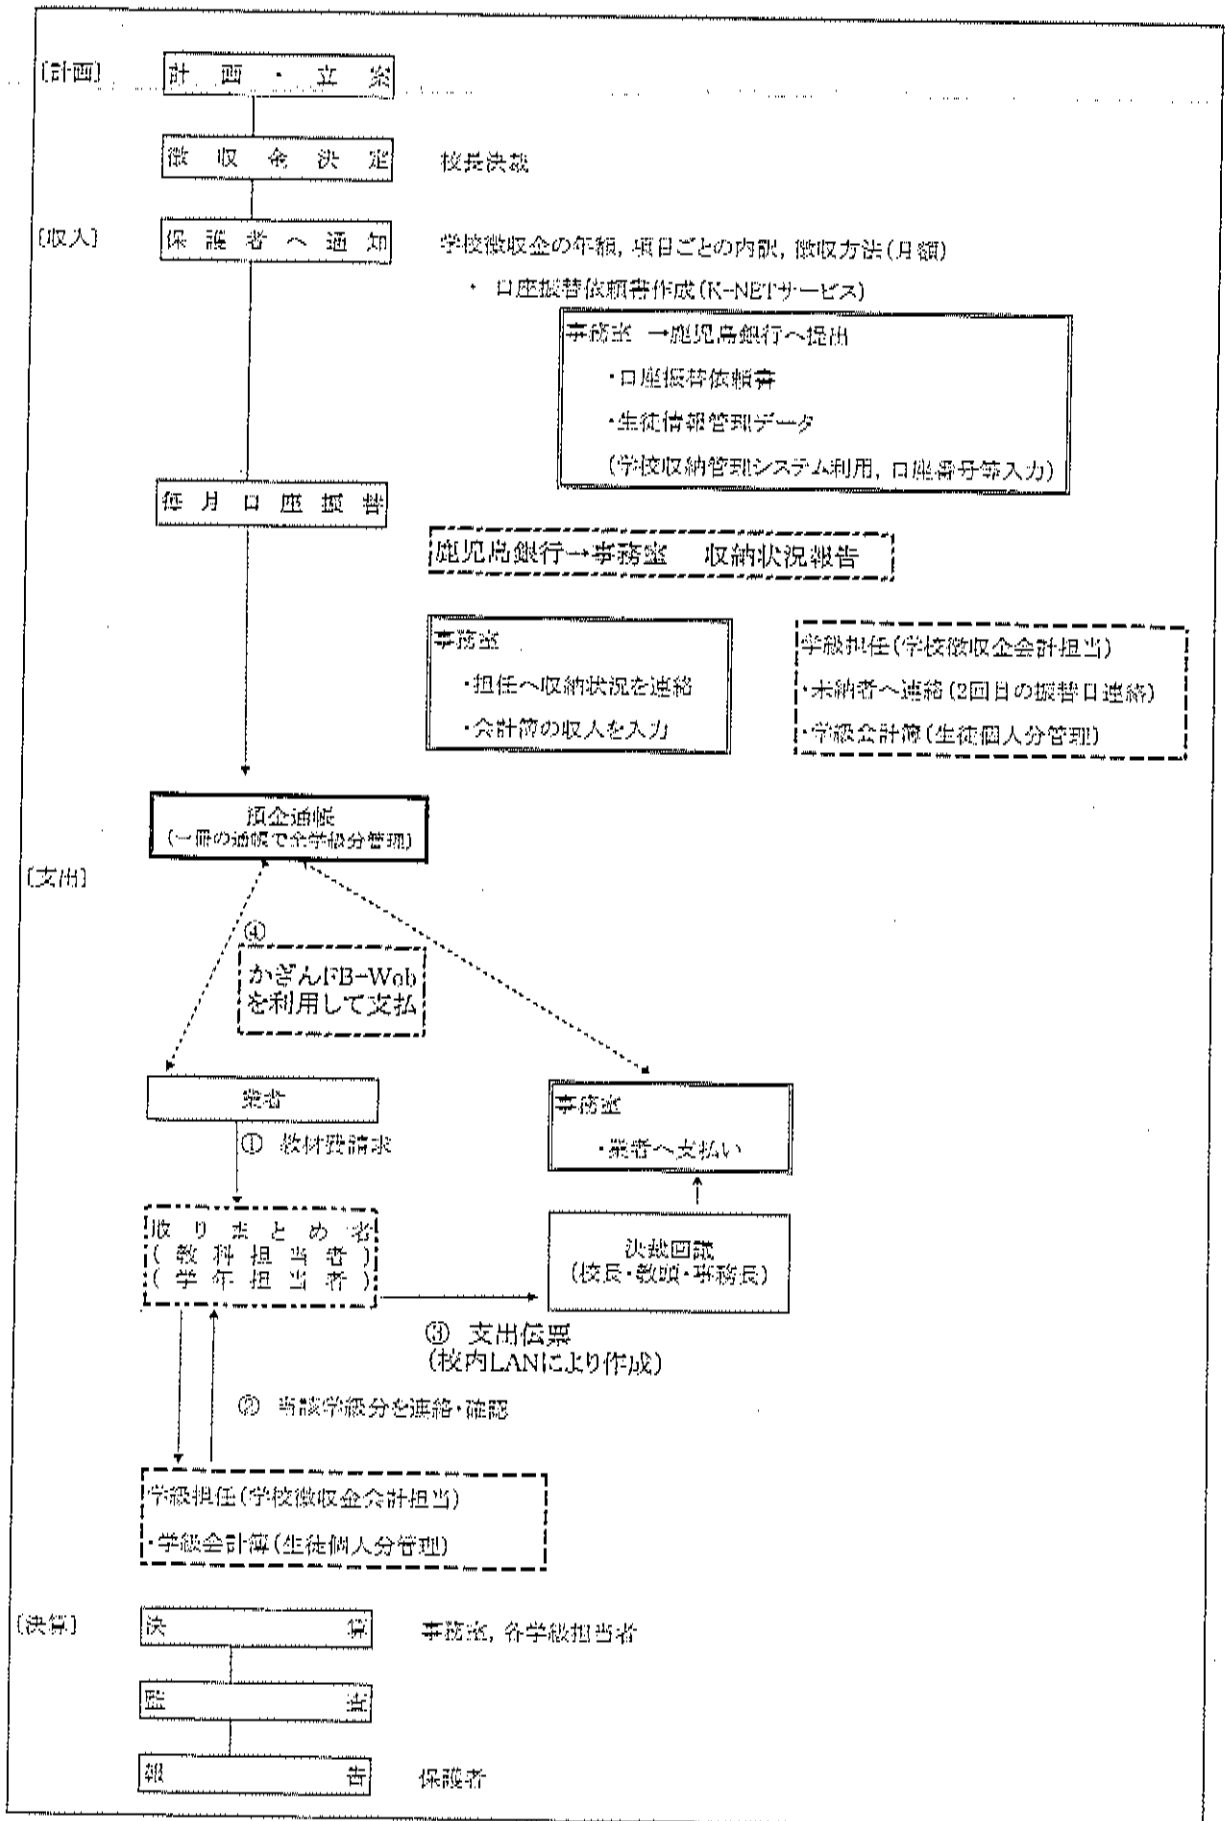 〔計画〕 計画・立案
徴収金決定 校長決裁
〔収入〕 保護者へ通知 学校徴収金の年額，項目ごとの内訳，徴収方法（月額）
・ 口座振替依頼書作成（K-NETサービス）
事務室 →鹿児島銀行へ提出
・口座振替依頼書
・生徒情報管理データ
（学校収納管理システム利用，口座番号等入力）
毎月口座振替
鹿児島銀行→事務室 収納状況報告
事務室
・担任へ収納状況を連絡
・会計簿の収入を入力
学級担任（学校徴収金会計担当）
・未納者へ連絡（2回目の振替日連絡）
・学級会計簿（生徒個人分管理）
預金通帳
（一冊の通帳で全学級分管理）
〔支出〕
④
かぎんFB-Web
を利用して支払
業者
① 教材費請求
事務室
・業者へ支払い
取りまとめ者
（教科担当者）
（学年担当者）
決裁回議
（校長・教頭・事務長）
③ 支出伝票
（校内LANにより作成）
② 当該学級分を連絡・確認
学級担任（学校徴収金会計担当）
・学級会計簿（生徒個人分管理）
〔決算〕 決算 事務室，各学級担当者
監査
報告 保護者